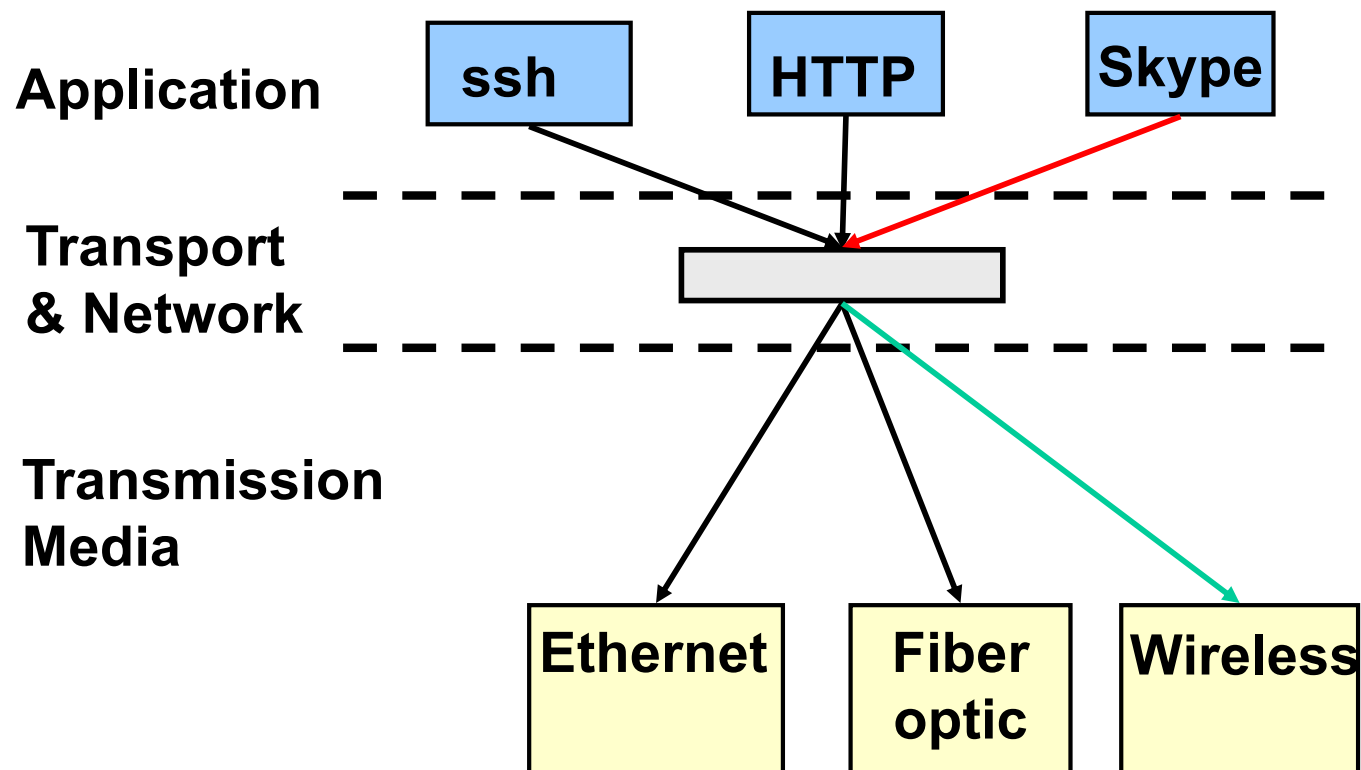 Application
ssh
HTTP
Skype
Transport
& Network
Transmission
Media
Ethernet
Fiber
optic
Wireless